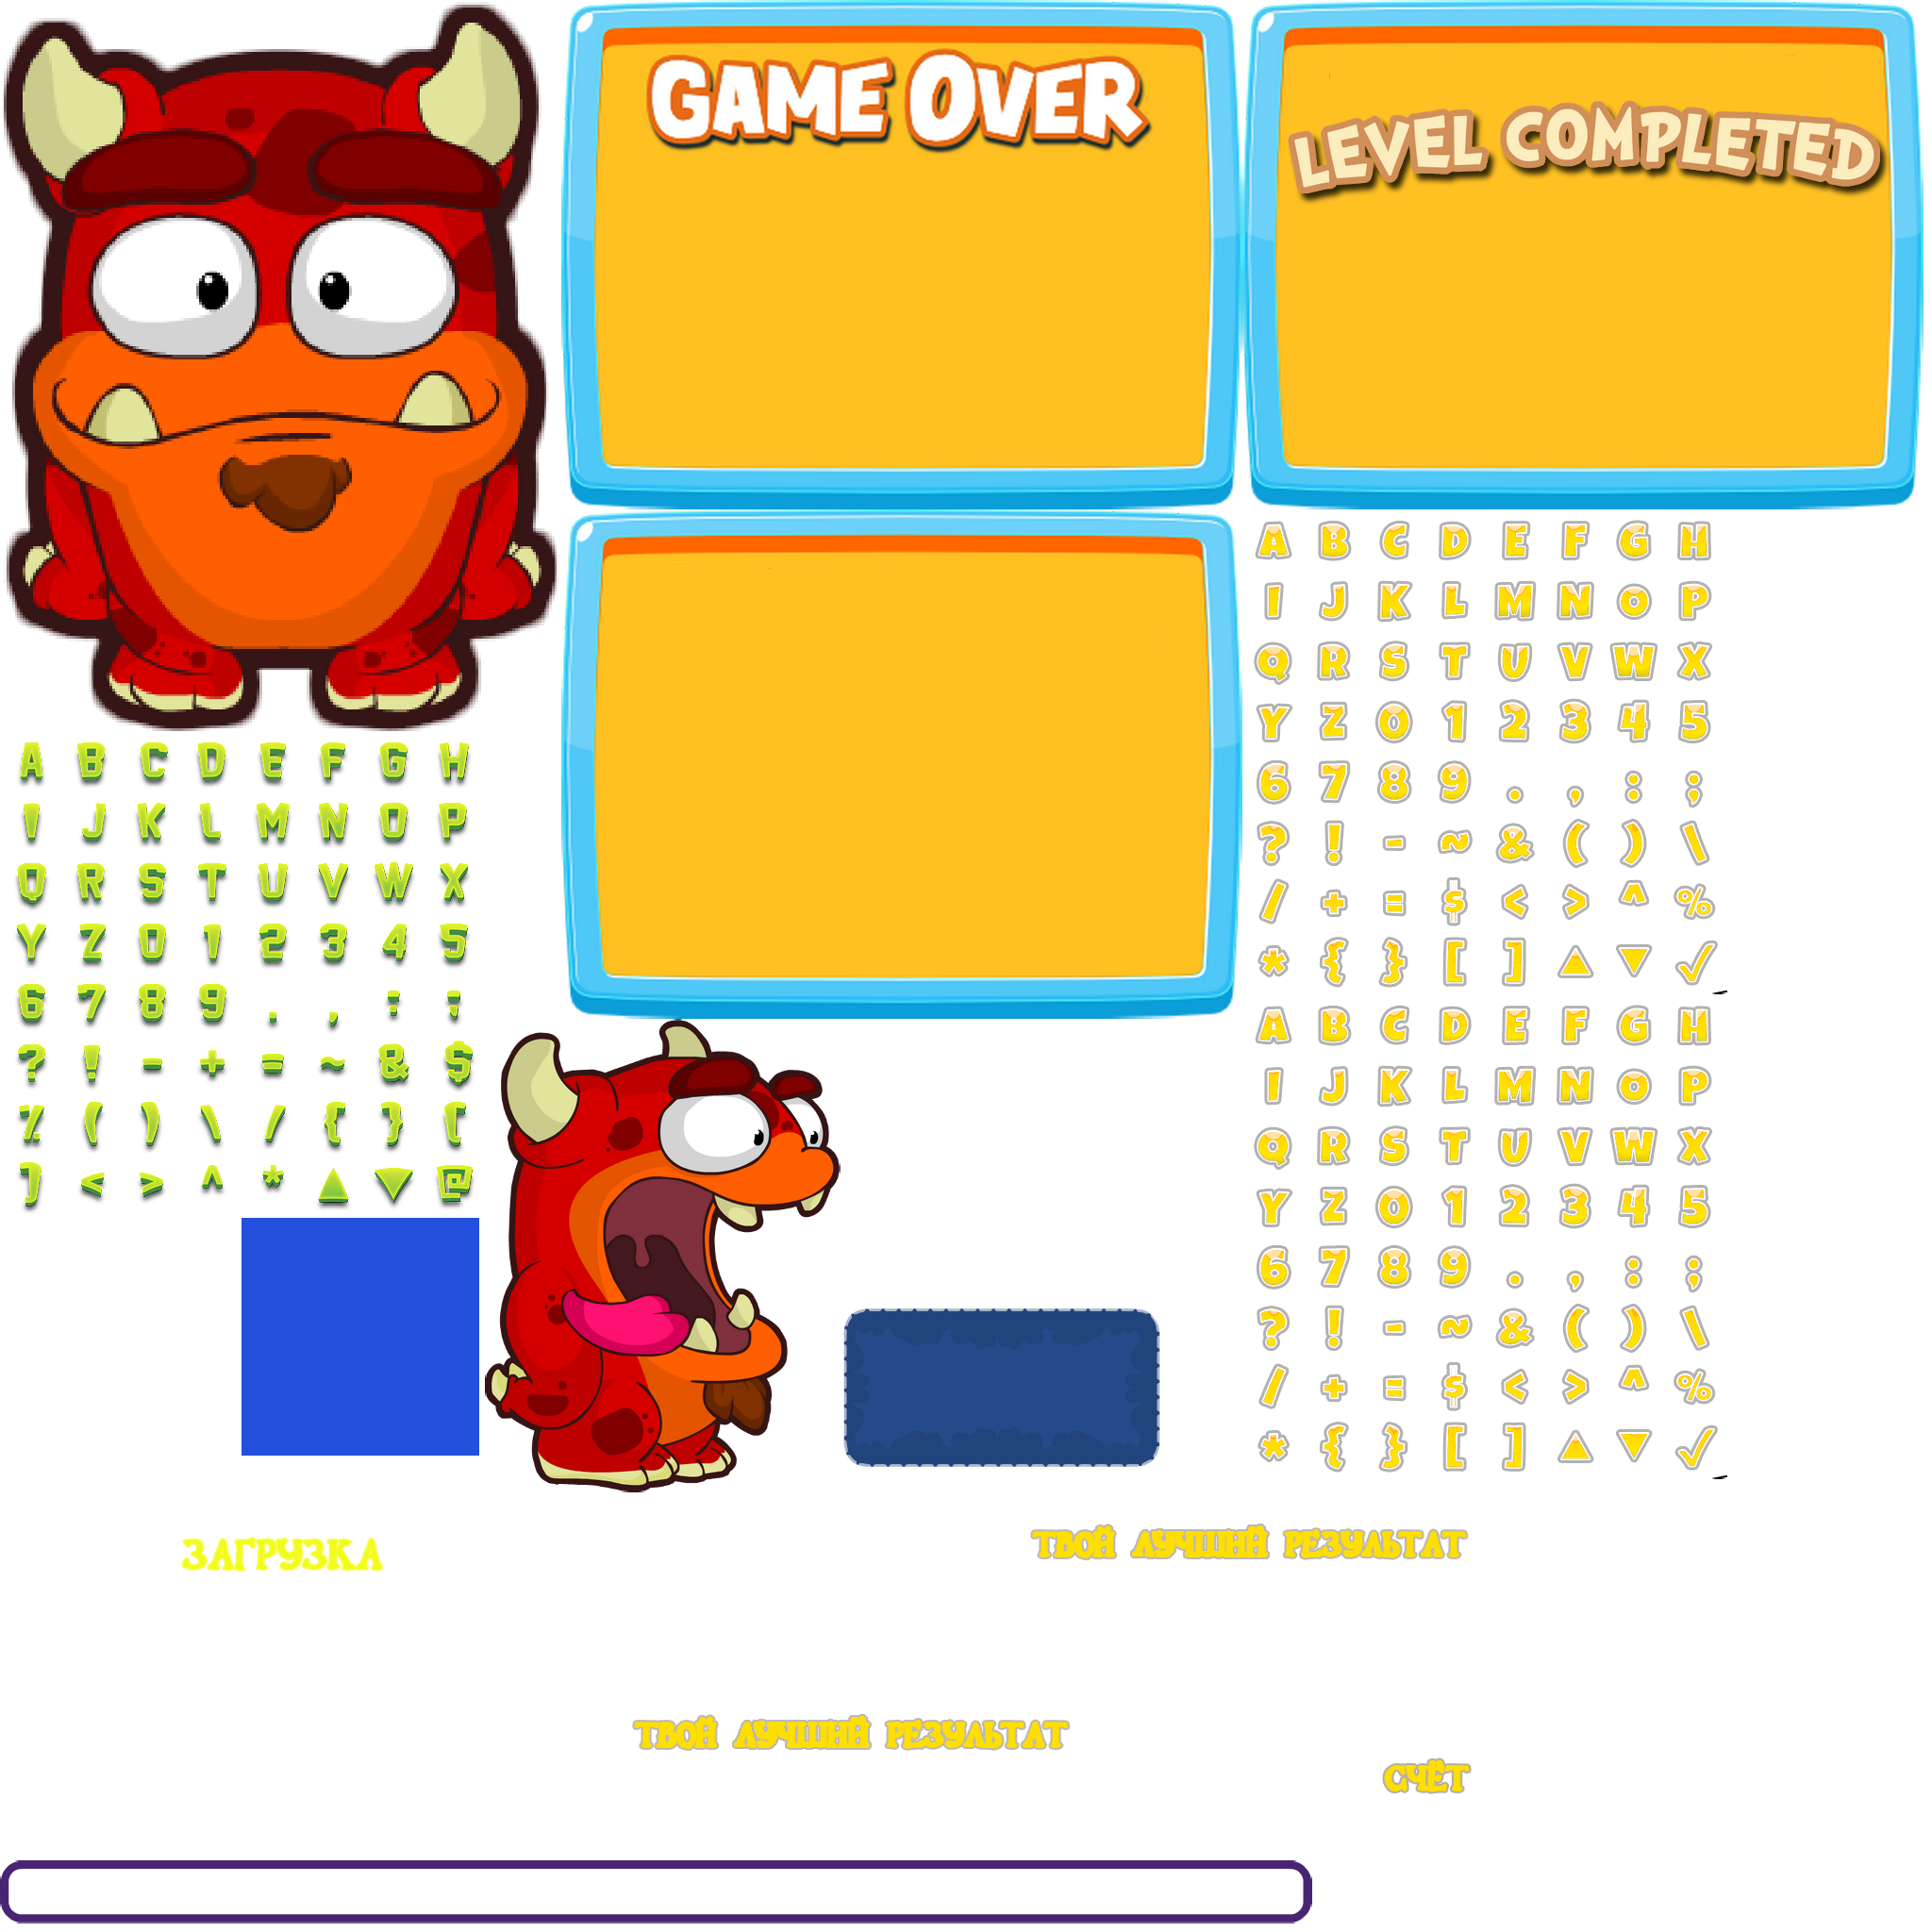 GAME OVER
LEVEL COMPLETED
A B C D E F G H
I J K L M N O P
Q R S T U V W X
Y Z 0 1 2 3 4 5
6 7 8 9 . , : ;
? ! - ~ & ( ) \
/ + = $ < > ^ %
* { } [ ] ▲ ▼ ✓
A B C D E F G H
I J K L M N O P
Q R S T U V W X
Y Z 0 1 2 3 4 5
6 7 8 9 . , : ;
? ! - + = ~ & $
% ( ) \ / { } [
] < > ^ * ▲ ▼ @
A B C D E F G H
I J K L M N O P
Q R S T U V W X
Y Z 0 1 2 3 4 5
6 7 8 9 . , : ;
? ! - ~ & ( ) \
/ + = $ < > ^ %
* { } [ ] ▲ ▼ ✓
ЗАГРУЗКА
ТВОЙ ЛУЧШИЙ РЕЗУЛЬТАТ
ТВОЙ ЛУЧШИЙ РЕЗУЛЬТАТ
СЧЁТ